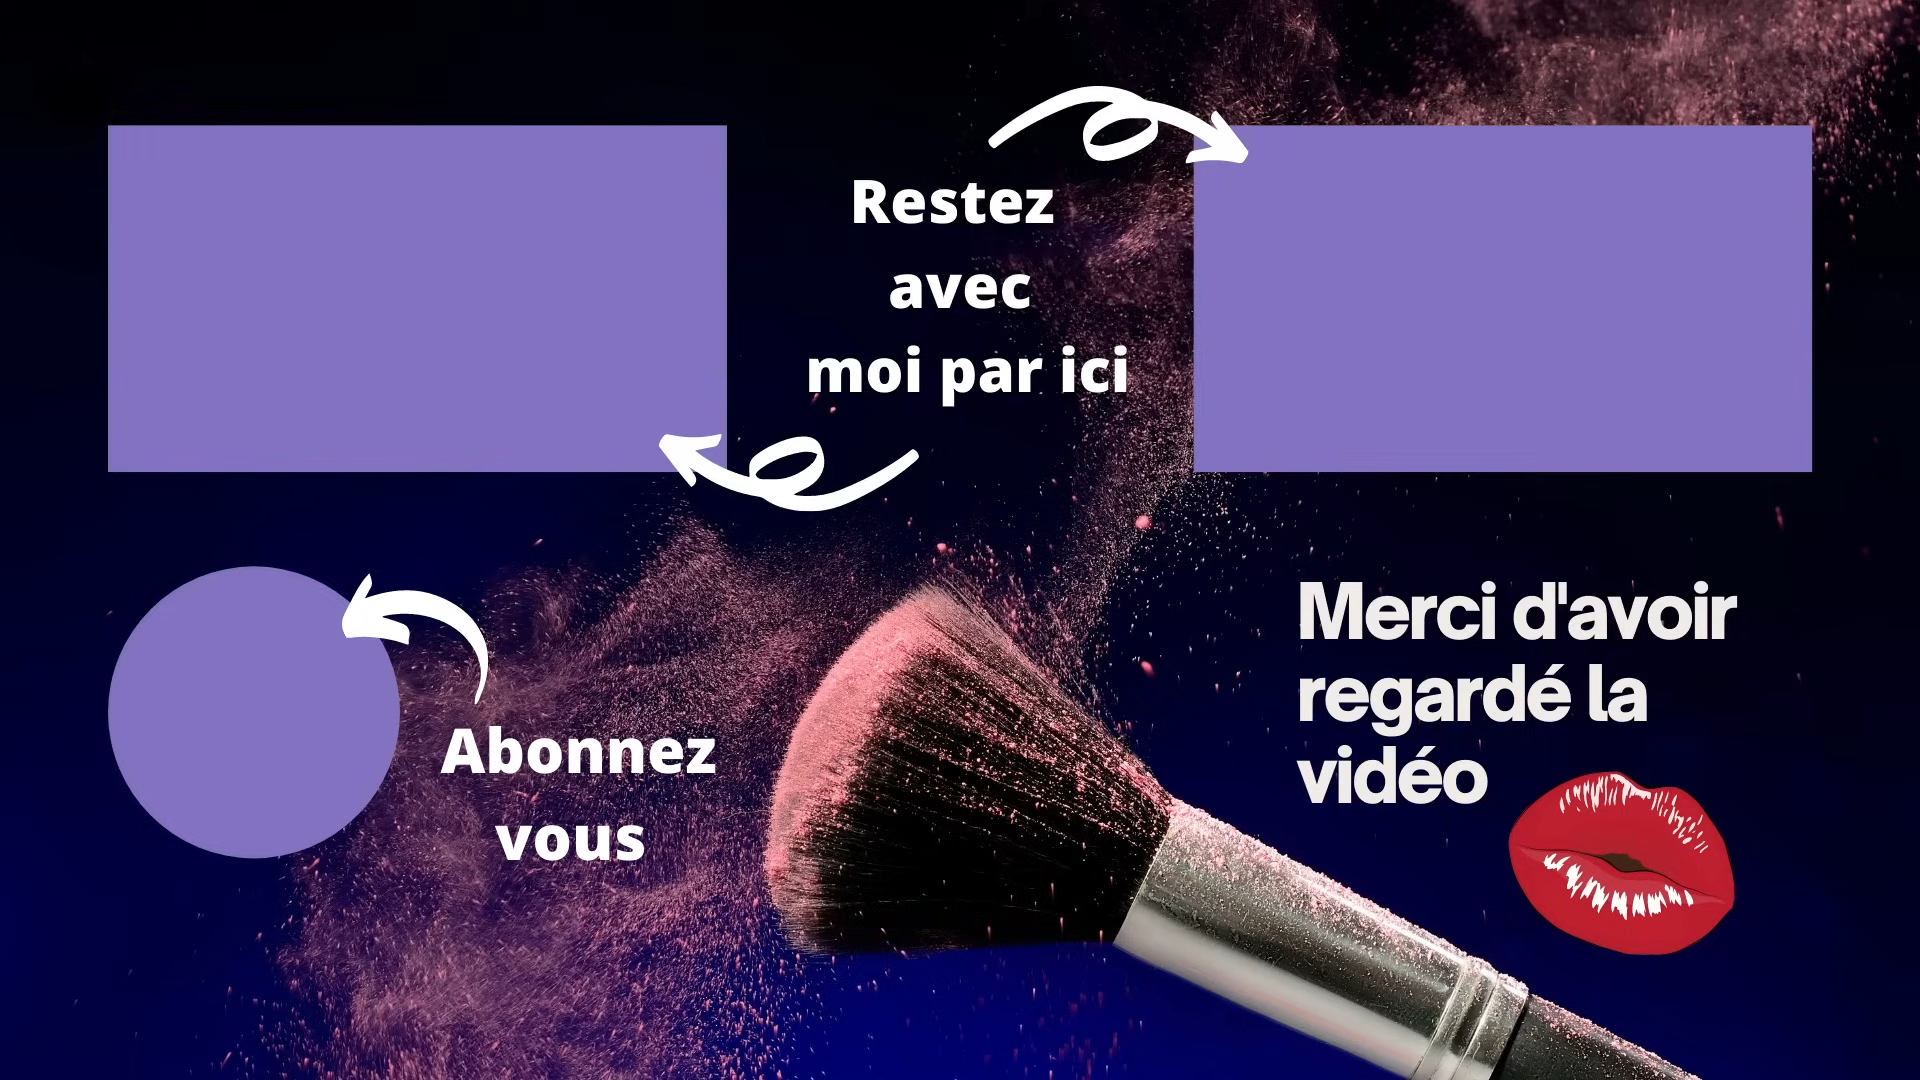 Restez
avec
moi par ici
Merci d'avoir
regardé la
vidéo
Abonnez
vous